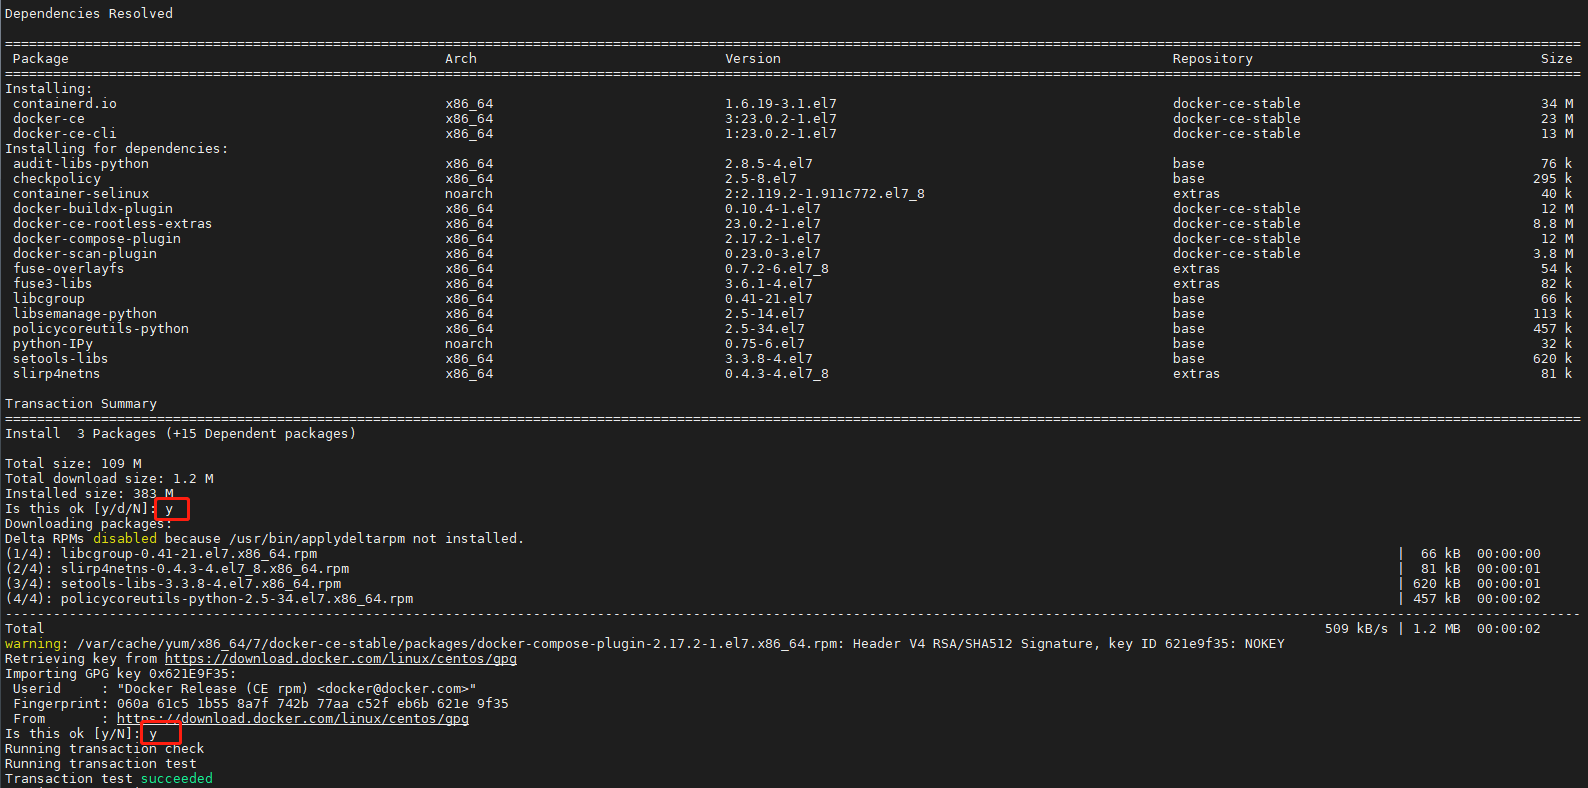 Dependencies Resolved
================================================================================
Package Arch Version Repository Size
================================================================================
Installing:
containerd.io x86_64 1.6.19-3.1.el7 docker-ce-stable 34 M
docker-ce x86_64 3:23.0.2-1.el7 docker-ce-stable 23 M
docker-ce-cli x86_64 1:23.0.2-1.el7 docker-ce-stable 13 M
Installing for dependencies:
audit-libs-python x86_64 2.8.5-4.el7 base 76 k
checkpolicy x86_64 2.5-8.el7 base 295 k
container-selinux noarch 2:2.119.2-1.911c772.el7_8 extras 40 k
docker-buildx-plugin x86_64 0.10.4-1.el7 docker-ce-stable 12 M
docker-ce-rootless-extras x86_64 23.0.2-1.el7 docker-ce-stable 8.8 M
docker-compose-plugin x86_64 2.17.2-1.el7 docker-ce-stable 12 M
docker-scan-plugin x86_64 0.23.0-3.el7 docker-ce-stable 3.8 M
fuse-overlayfs x86_64 0.7.2-6.el7_8 extras 54 k
fuse3-libs x86_64 3.6.1-4.el7 extras 82 k
libcgroup x86_64 0.41-21.el7 base 66 k
libsemanage-python x86_64 2.5-14.el7 base 113 k
policycoreutils-python x86_64 2.5-34.el7 base 457 k
python-IPy noarch 0.75-6.el7 base 32 k
setools-libs x86_64 3.3.8-4.el7 base 620 k
slirp4netns x86_64 0.4.3-4.el7_8 extras 81 k
Transaction Summary
================================================================================
Install  3 Packages (+15 Dependent packages)
Total size: 109 M
Total download size: 1.2 M
Installed size: 383 M
Is this ok [y/d/N]: y
Downloading packages:
Delta RPMs disabled because /usr/bin/applydeltarpm not installed.
(1/4): libcgroup-0.41-21.el7.x86_64.rpm | 66 kB 00:00:00
(2/4): slirp4netns-0.4.3-4.el7_8.x86_64.rpm | 81 kB 00:00:01
(3/4): setools-libs-3.3.8-4.el7.x86_64.rpm | 620 kB 00:00:01
(4/4): policycoreutils-python-2.5-34.el7.x86_64.rpm | 457 kB 00:00:02
--------------------------------------------------------------------------------
Total 509 kB/s | 1.2 MB 00:00:02
warning: /var/cache/yum/x86_64/7/docker-ce-stable/packages/docker-compose-plugin-2.17.2-1.el7.x86_64.rpm: Header V4 RSA/SHA512 Signature, key ID 621e9f35: NOKEY
Retrieving key from https://download.docker.com/linux/centos/gpg
Importing GPG key 0x621E9F35:
Userid     : "Docker Release (CE rpm) <docker@docker.com>"
Fingerprint: 060a 61c5 1b55 8a7f 742b 77aa c52f eb6b 621e 9f35
From       : https://download.docker.com/linux/centos/gpg
Is this ok [y/N]: y
Running transaction check
Running transaction test
Transaction test succeeded